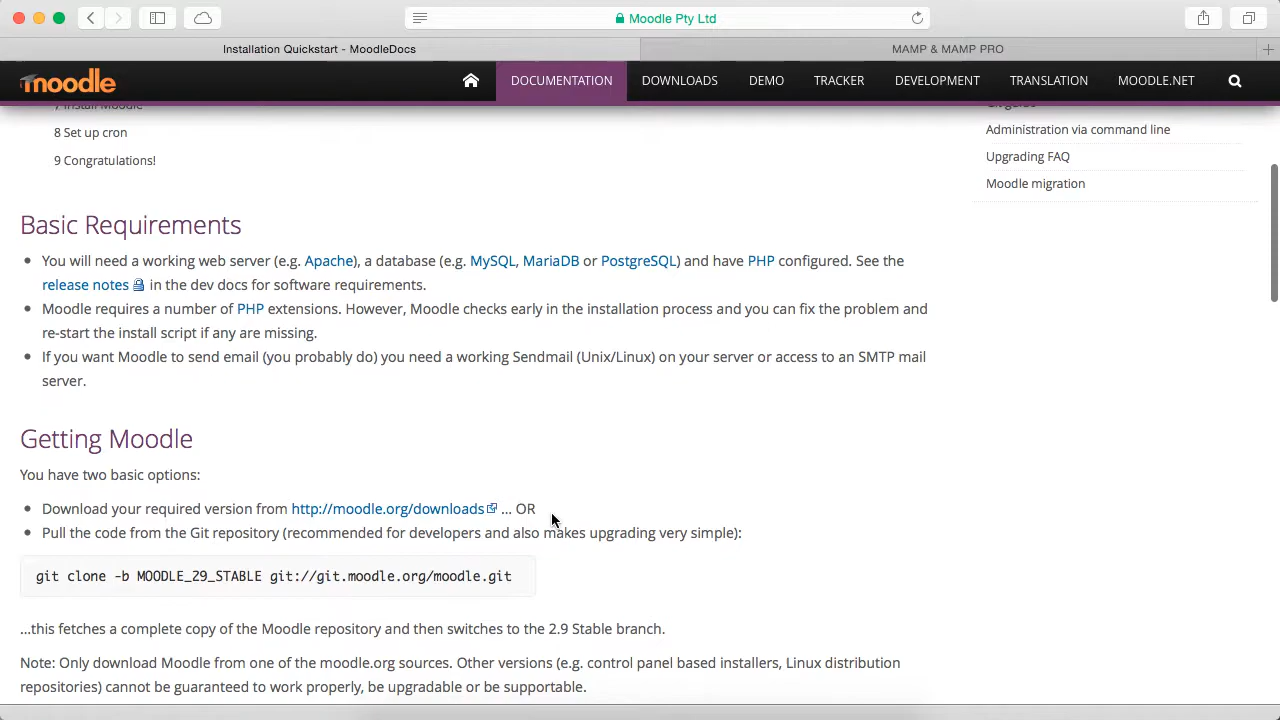 Moodle Pty Ltd
Installation Quickstart - MoodleDocs
MAMP & MAMP PRO
moodle
DOCUMENTATION
DOWNLOADS
DEMO
TRACKER
DEVELOPMENT
TRANSLATION
MOODLE.NET
7 Install Moodle
8 Set up cron
9 Congratulations!
Git guide
Administration via command line
Upgrading FAQ
Moodle migration
Basic Requirements
You will need a working web server (e.g. Apache), a database (e.g. MySQL, MariaDB or PostgreSQL) and have PHP configured. See the
release notes in the dev docs for software requirements.
Moodle requires a number of PHP extensions. However, Moodle checks early in the installation process and you can fix the problem and
re-start the install script if any are missing.
If you want Moodle to send email (you probably do) you need a working Sendmail (Unix/Linux) on your server or access to an SMTP mail
server.
Getting Moodle
You have two basic options:
Download your required version from http://moodle.org/downloads ... OR
Pull the code from the Git repository (recommended for developers and also makes upgrading very simple):
git clone -b MOODLE_29_STABLE git://git.moodle.org/moodle.git
...this fetches a complete copy of the Moodle repository and then switches to the 2.9 Stable branch.
Note: Only download Moodle from one of the moodle.org sources. Other versions (e.g. control panel based installers, Linux distribution
repositories) cannot be guaranteed to work properly, be upgradable or be supportable.